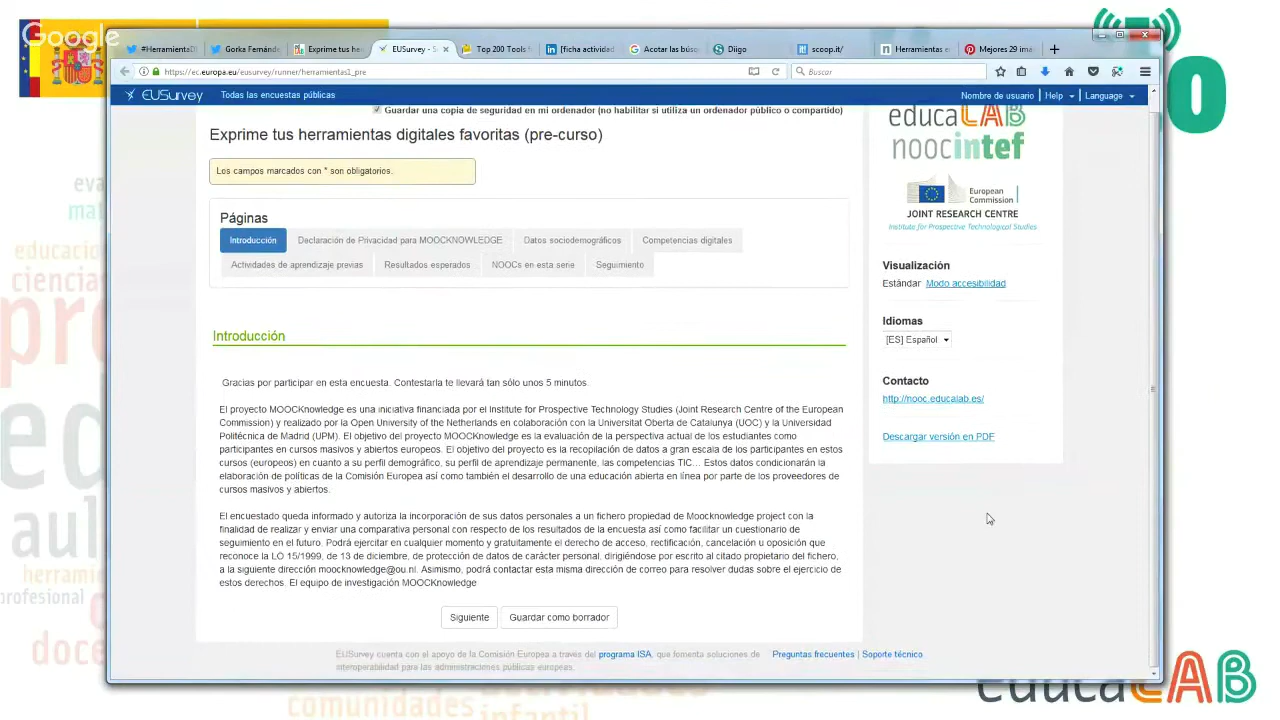 Google
#HerramientaDi
Gorka Fernánde
Exprime tus her
EUSurvey - S
Top 200 Tools f
[ficha actividad
Acotar las búsq
Diigo
scoop.it/
Herramientas e
Mejores 29 imá
https://ec.europa.eu/eusurvey/runner/herramientas1_pre
Buscar
EUSurvey
Todas las encuestas públicas
Nombre de usuario
Help
Language
Guardar una copia de seguridad en mi ordenador (no habilitar si utiliza un ordenador público o compartido)
Exprime tus herramientas digitales favoritas (pre-curso)
Los campos marcados con * son obligatorios.
Páginas
Introducción
Declaración de Privacidad para MOOCKNOWLEDGE
Datos sociodemográficos
Competencias digitales
Actividades de aprendizaje previas
Resultados esperados
NOOCs en esta serie
Seguimiento
Introducción
Gracias por participar en esta encuesta. Contestarla te llevará tan sólo unos 5 minutos.
El proyecto MOOCKnowledge es una iniciativa financiada por el Institute for Prospective Technology Studies (Joint Research Centre of the European
Commission) y realizado por la Open University of the Netherlands en colaboración con la Universitat Oberta de Catalunya (UOC) y la Universidad
Politécnica de Madrid (UPM). El objetivo del proyecto MOOCKnowledge es la evaluación de la perspectiva actual de los estudiantes como
participantes en cursos masivos y abiertos europeos. El objetivo del proyecto es la recopilación de datos a gran escala de los participantes en estos
cursos (europeos) en cuanto a su perfil demográfico, su perfil de aprendizaje permanente, las competencias TIC... Estos datos condicionarán la
elaboración de políticas de la Comisión Europea así como también el desarrollo de una educación abierta en línea por parte de los proveedores de
cursos masivos y abiertos.
El encuestado queda informado y autoriza la incorporación de sus datos personales a un fichero propiedad de Moocknowledge project con la
finalidad de realizar y enviar una comparativa personal con respecto de los resultados de la encuesta así como facilitar un cuestionario de
seguimiento en el futuro. Podrá ejercitar en cualquier momento y gratuitamente el derecho de acceso, rectificación, cancelación u oposición que
reconoce la LO 15/1999, de 13 de diciembre, de protección de datos de carácter personal, dirigiéndose por escrito al citado propietario del fichero,
a la siguiente dirección moocknowledge@ou.nl. Asimismo, podrá contactar esta misma dirección de correo para resolver dudas sobre el ejercicio de
estos derechos. El equipo de investigación MOOCKnowledge
Siguiente
Guardar como borrador
EUSurvey cuenta con el apoyo de la Comisión Europea a través del programa ISA, que fomenta soluciones de
interoperabilidad para las administraciones públicas europeas.
Preguntas frecuentes | Soporte técnico
educaLAB
noocintef
European
Commission
JOINT RESEARCH CENTRE
Institute for Prospective Technological Studies
Visualización
Estándar Modo accesibilidad
Idiomas
[ES] Español
Contacto
http://nooc.educalab.es/
Descargar versión en PDF
eva
mat
educacio
ciencias
pro
edu
aul
herramie
profesional
doce
comunidades
infantil
O
educaLAB